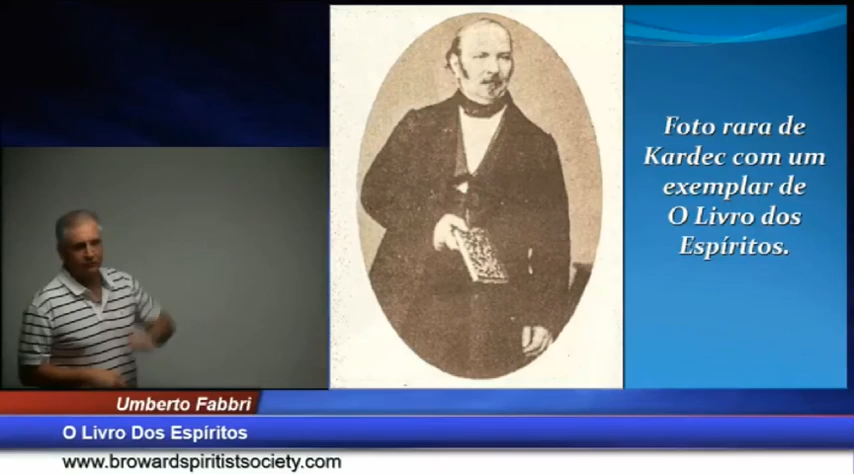 Foto rara de
Kardec com um
exemplar de
O Livro dos
Espíritos.
Umberto Fabbri
O Livro Dos Espíritos
www.browardspiritistsociety.com